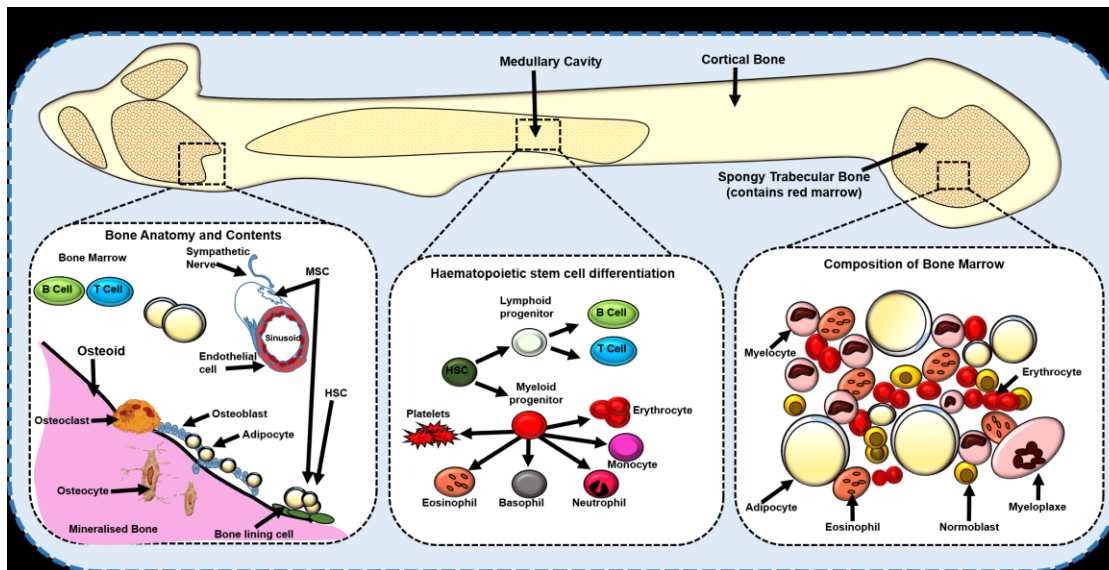 Medullary Cavity
Cortical Bone
Spongy Trabecular Bone
(contains red marrow)
Bone Anatomy and Contents
Bone Marrow
B Cell
T Cell
Sympathetic
Nerve
MSC
Sinusoid
Endothelial
cell
Osteoid
HSC
Osteoclast
Osteoblast
Adipocyte
Osteocyte
Mineralised Bone
Bone lining cell
Haematopoietic stem cell differentiation
Lymphoid
progenitor
B Cell
T Cell
HSC
Myeloid
progenitor
Platelets
Erythrocyte
Monocyte
Eosinophil
Basophil
Neutrophil
Composition of Bone Marrow
Myelocyte
Erythrocyte
Adipocyte
Eosinophil
Normoblast
Myeloplaxe